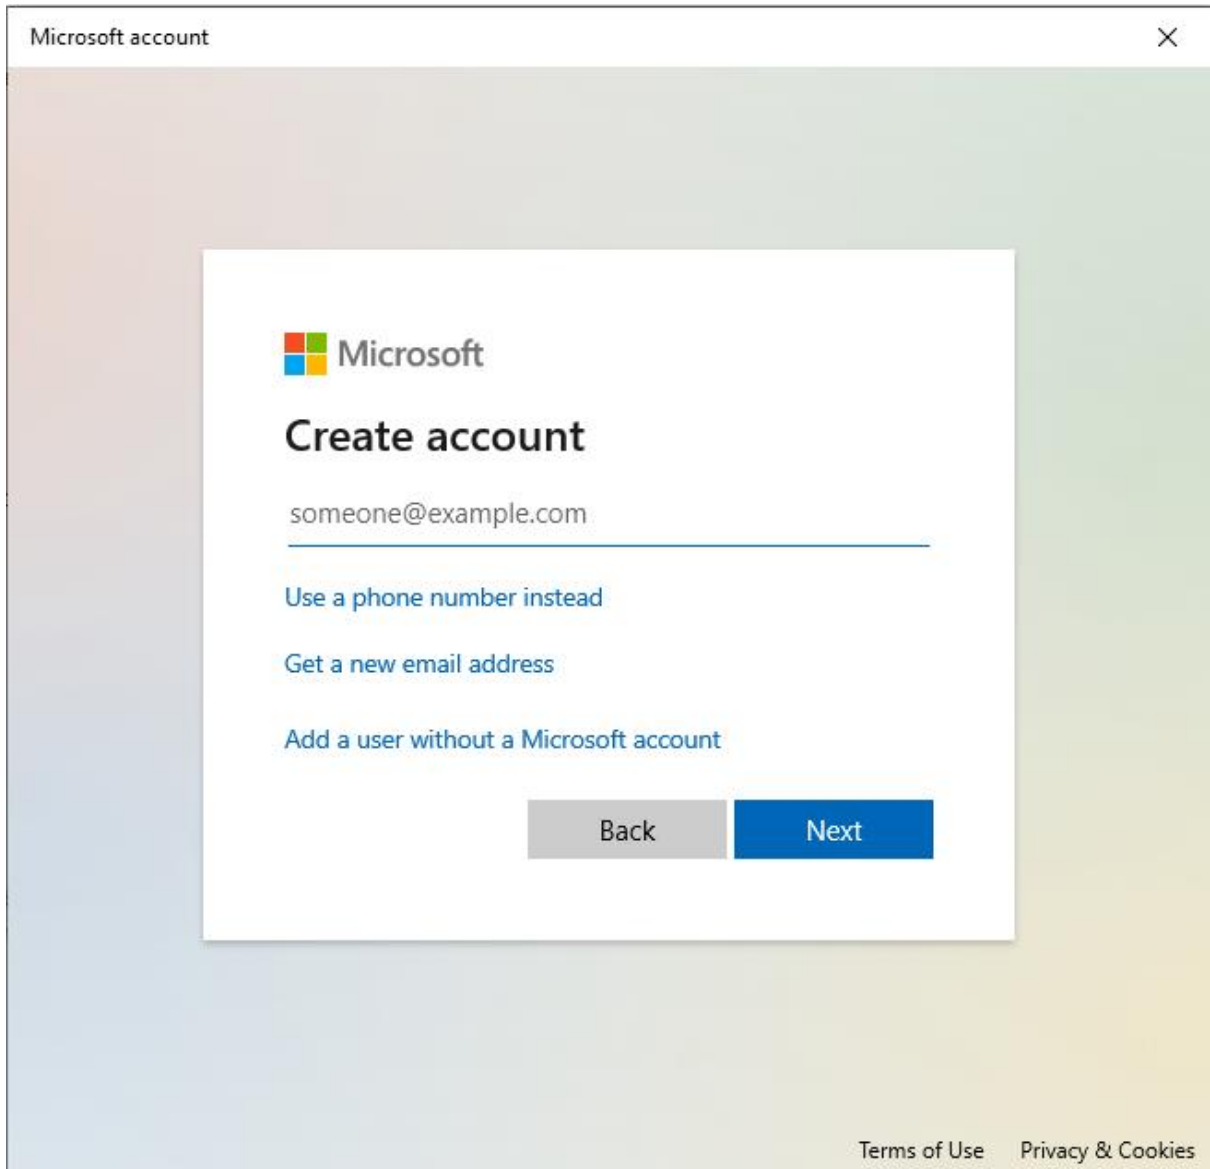 Microsoft account
Microsoft
Create account
someone@example.com
Use a phone number instead
Get a new email address
Add a user without a Microsoft account
Back Next
Terms of Use Privacy & Cookies